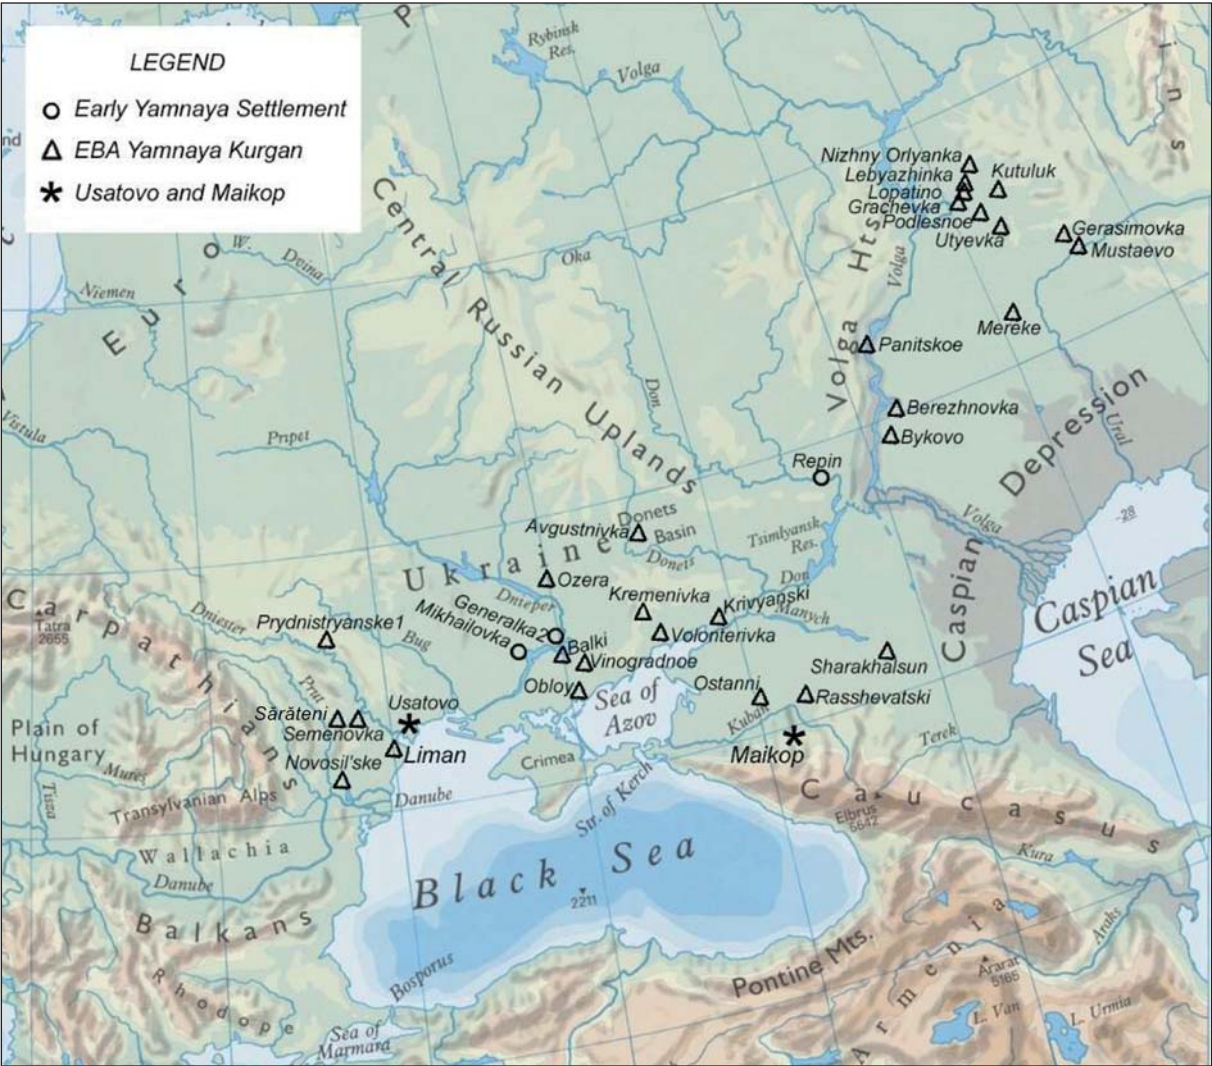 LEGEND
Early Yamnaya Settlement
EBA Yamnaya Kurgan
Usatovo and Maikop
P
Rybinsk
Res.
Volga
i
n
s
nd
Nizhny Orlyanka
Lebyazhinka
Kutuluk
Lopatino
Grachevka
Podlesnoe
Utyevka
Gerasimovka
Mustaevo
Central Russian Uplands
W. Dvina
Oka
Niemen
Euro
Volga Hts
Volga
Mereke
Panitskoe
Don
Berezhnovka
Bykovo
Ural
Caspian Depression
Vistula
Pripet
Repin
Donets
Basin
Avgustnivka
Tsimlyansk
Res.
Volga
-28
Ukraine
Donets
Ozera
Don
Dnieper
Kremenivka
Krivyanski
Manych
Carpathians
Tatra
2655
Dniester
Prydnistryanske1
Generalka2
Mikhailovka
Bug
Balki
Volonterivka
Vinogradnoe
Caspian
Sea
Sharakhalsun
Prut
Obloy
Sea of
Azov
Ostanni
Rasshevatski
Usatovo
Sărăteni
Semenovka
Kuban
Plain of
Hungary
Liman
Novosil'ske
Crimea
Maikop
Terek
Mureş
Tisza
Transylvanian Alps
Danube
Str. of Kerch
Caucasus
Elbrus
5642
Wallachia
Danube
Kura
Black Sea
2211
Balkans
Araks
Armenia
Pontine Mts.
Ararat
5165
Bosporus
Rhodope
L. Van
L. Urmia
Sea of
Marmara